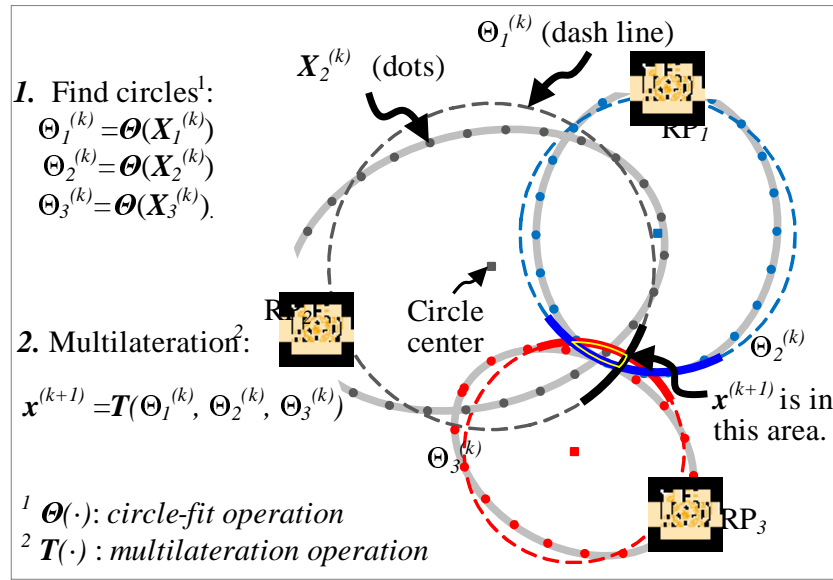 1. Find circles¹:
Θ₁⁽ᵏ⁾ =Θ(X₁⁽ᵏ⁾)
Θ₂⁽ᵏ⁾ =Θ(X₂⁽ᵏ⁾)
Θ₃⁽ᵏ⁾=Θ(X₃⁽ᵏ⁾).
X₂⁽ᵏ⁾ (dots)
Θ₁⁽ᵏ⁾ (dash line)
RP₁
RP₂
Circle
center
2. Multilateration²:
x⁽ᵏ⁺¹⁾ =T(Θ₁⁽ᵏ⁾, Θ₂⁽ᵏ⁾, Θ₃⁽ᵏ⁾)
Θ₂⁽ᵏ⁾
x⁽ᵏ⁺¹⁾ is in
this area.
Θ₃⁽ᵏ⁾
RP₃
¹ Θ(·): circle-fit operation
² T(·) : multilateration operation